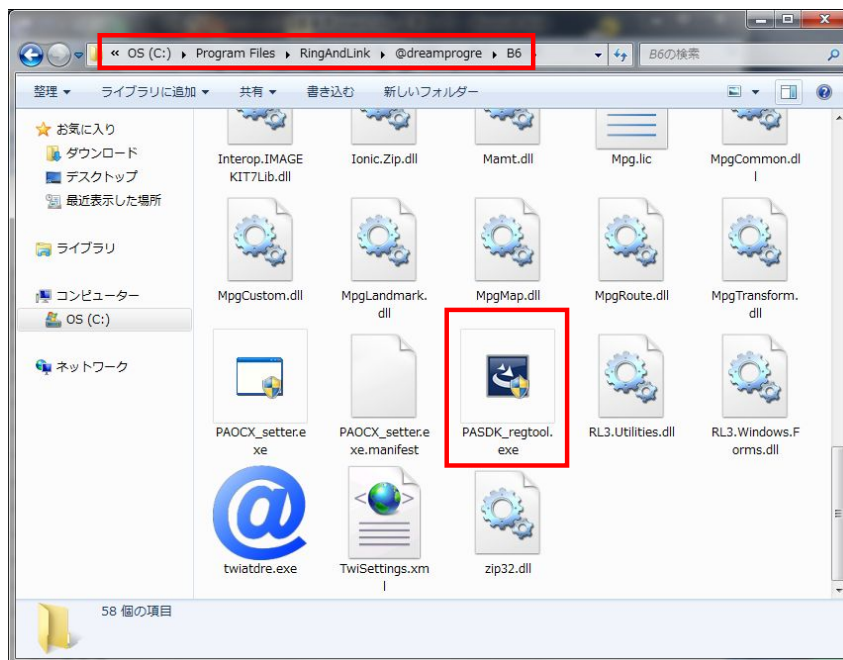 « OS (C:) ▸ Program Files ▸ RingAndLink ▸ @dreamprogre ▸ B6
B6の検索
整理 ▼ ライブラリに追加 ▼ 共有 ▼ 書き込む 新しいフォルダー
お気に入り
ダウンロード
デスクトップ
最近表示した場所
ライブラリ
コンピューター
OS (C:)
ネットワーク
Interop.IMAGE
KIT7Lib.dll
Ionic.Zip.dll
Mamt.dll
Mpg.lic
MpgCommon.dl
l
MpgCustom.dll
MpgLandmark.
dll
MpgMap.dll
MpgRoute.dll
MpgTransform.
dll
PAOCX_setter.e
xe
PAOCX_setter.e
xe.manifest
PASDK_regtool.
exe
RL3.Utilities.dll
RL3.Windows.F
orms.dll
twiatdre.exe
TwiSettings.xm
l
zip32.dll
58 個の項目